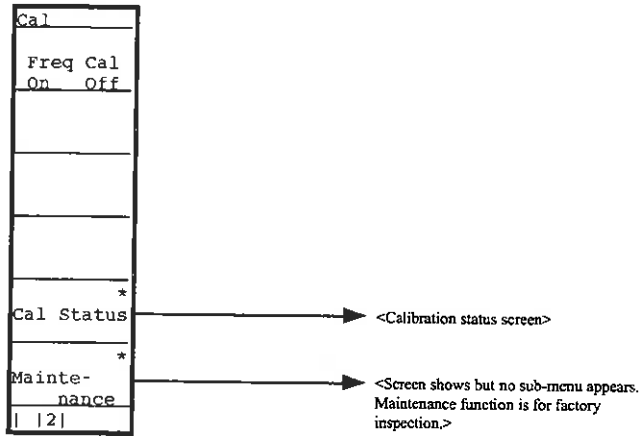 Cal
Freq Cal
On Off
*
Cal Status
<Calibration status screen>
*
Mainte-
nance
<Screen shows but no sub-menu appears.
Maintenance function is for factory
inspection.>
| |2|